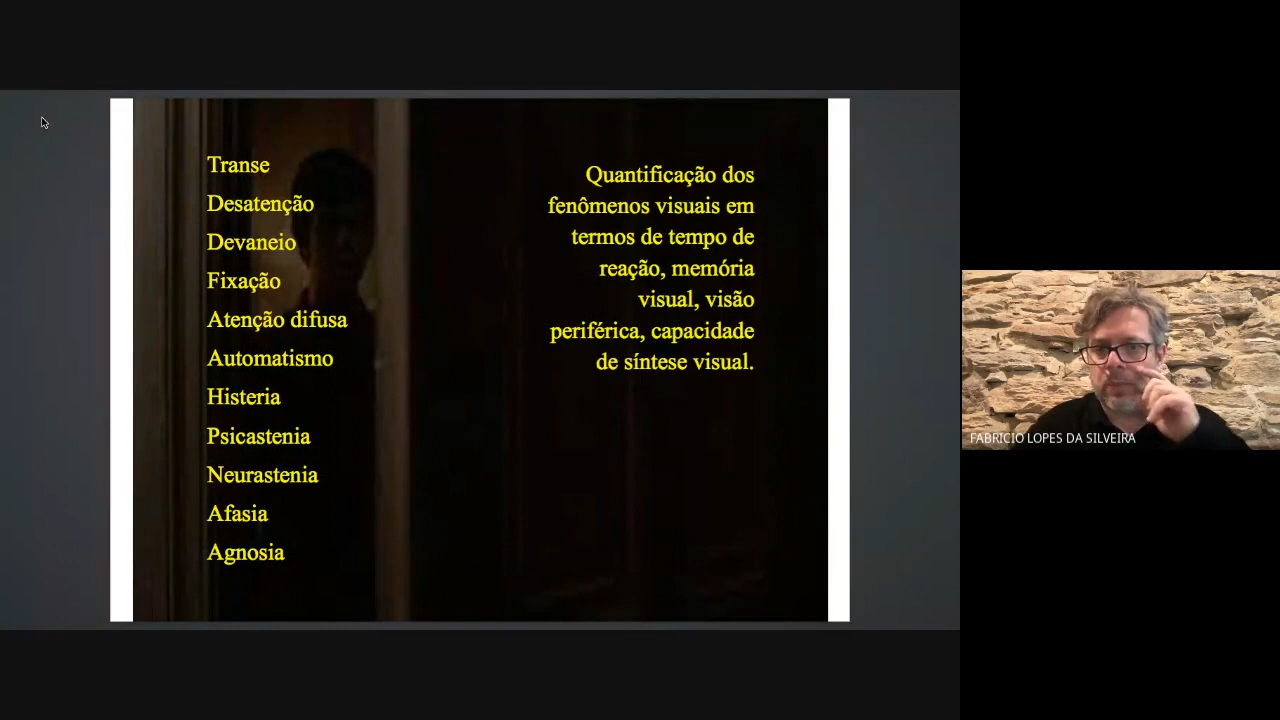 Transe
Desatenção
Devaneio
Fixação
Atenção difusa
Automatismo
Histeria
Psicastenia
Neurastenia
Afasia
Agnosia
Quantificação dos
fenômenos visuais em
termos de tempo de
reação, memória
visual, visão
periférica, capacidade
de síntese visual.
FABRICIO LOPES DA SILVEIRA